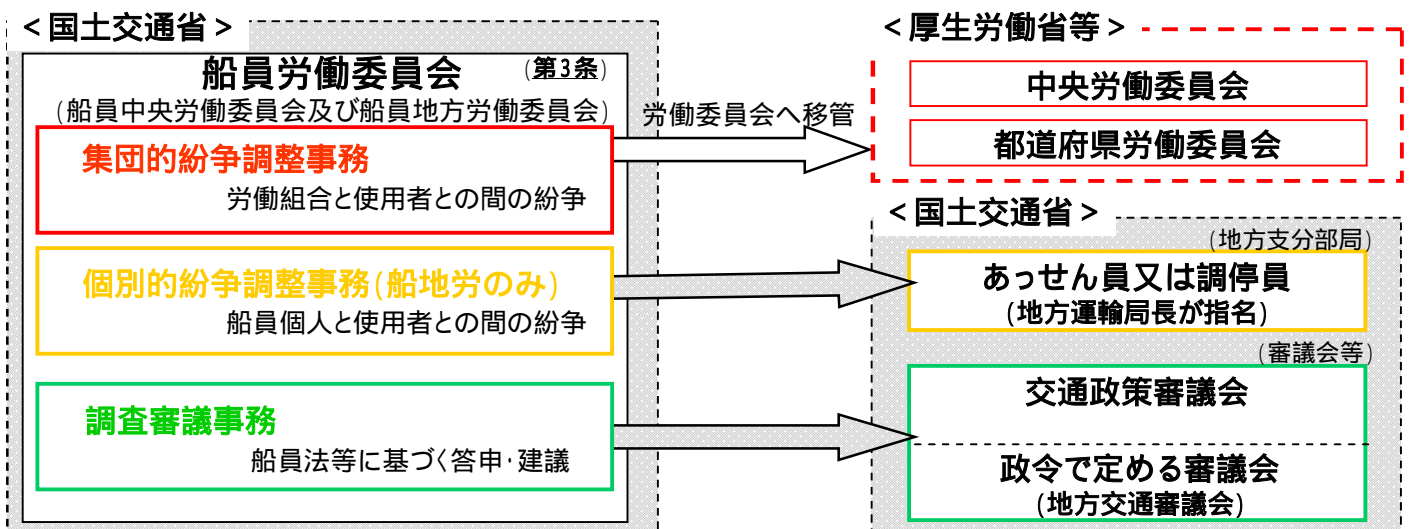 ＜国土交通省＞
船員労働委員会 (第3条)
(船員中央労働委員会及び船員地方労働委員会)
集団的紛争調整事務
労働組合と使用者との間の紛争
個別的紛争調整事務(船地労のみ)
船員個人と使用者との間の紛争
調査審議事務
船員法等に基づく答申・建議
労働委員会へ移管
＜厚生労働省等＞
中央労働委員会
都道府県労働委員会
＜国土交通省＞
(地方支分部局)
あっせん員又は調停員
(地方運輸局長が指名)
(審議会等)
交通政策審議会
政令で定める審議会
(地方交通審議会)